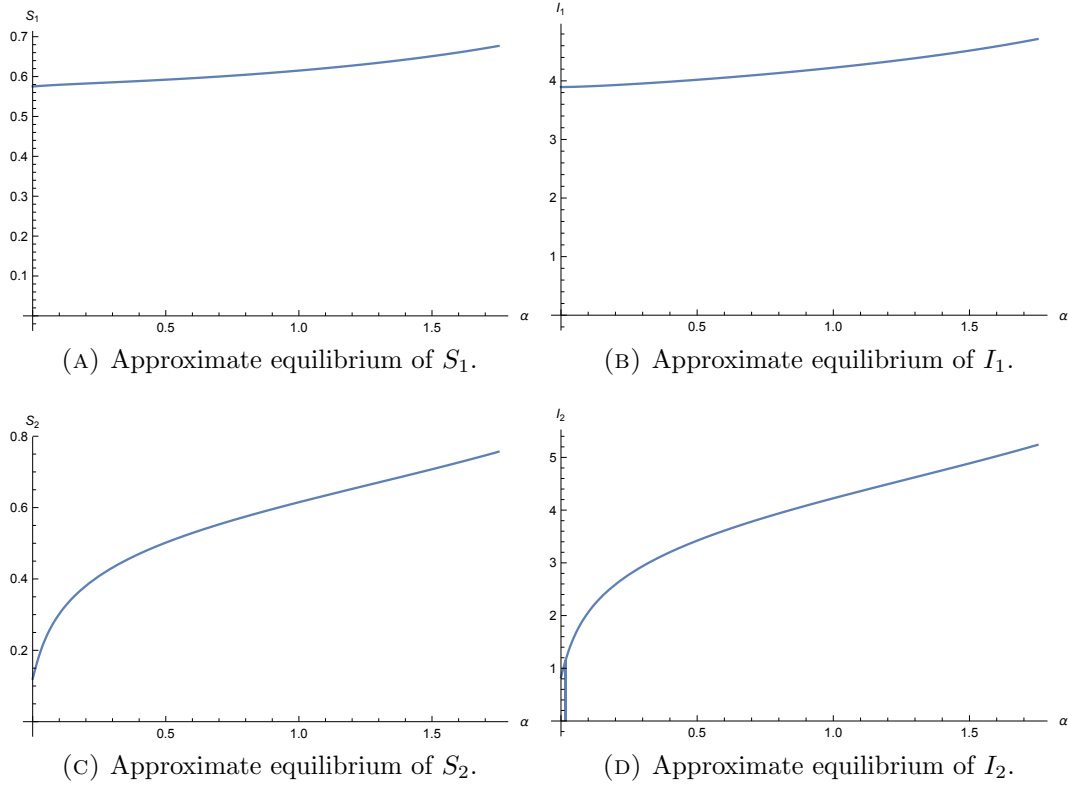 S₁
0.7
0.6
0.5
0.4
0.3
0.2
0.1
0.5 1.0 1.5 α
(A) Approximate equilibrium of S₁.
I₁
4
3
2
1
0.5 1.0 1.5 α
(B) Approximate equilibrium of I₁.
S₂
0.8
0.6
0.4
0.2
0.5 1.0 1.5 α
(C) Approximate equilibrium of S₂.
I₂
5
4
3
2
1
0.5 1.0 1.5 α
(D) Approximate equilibrium of I₂.